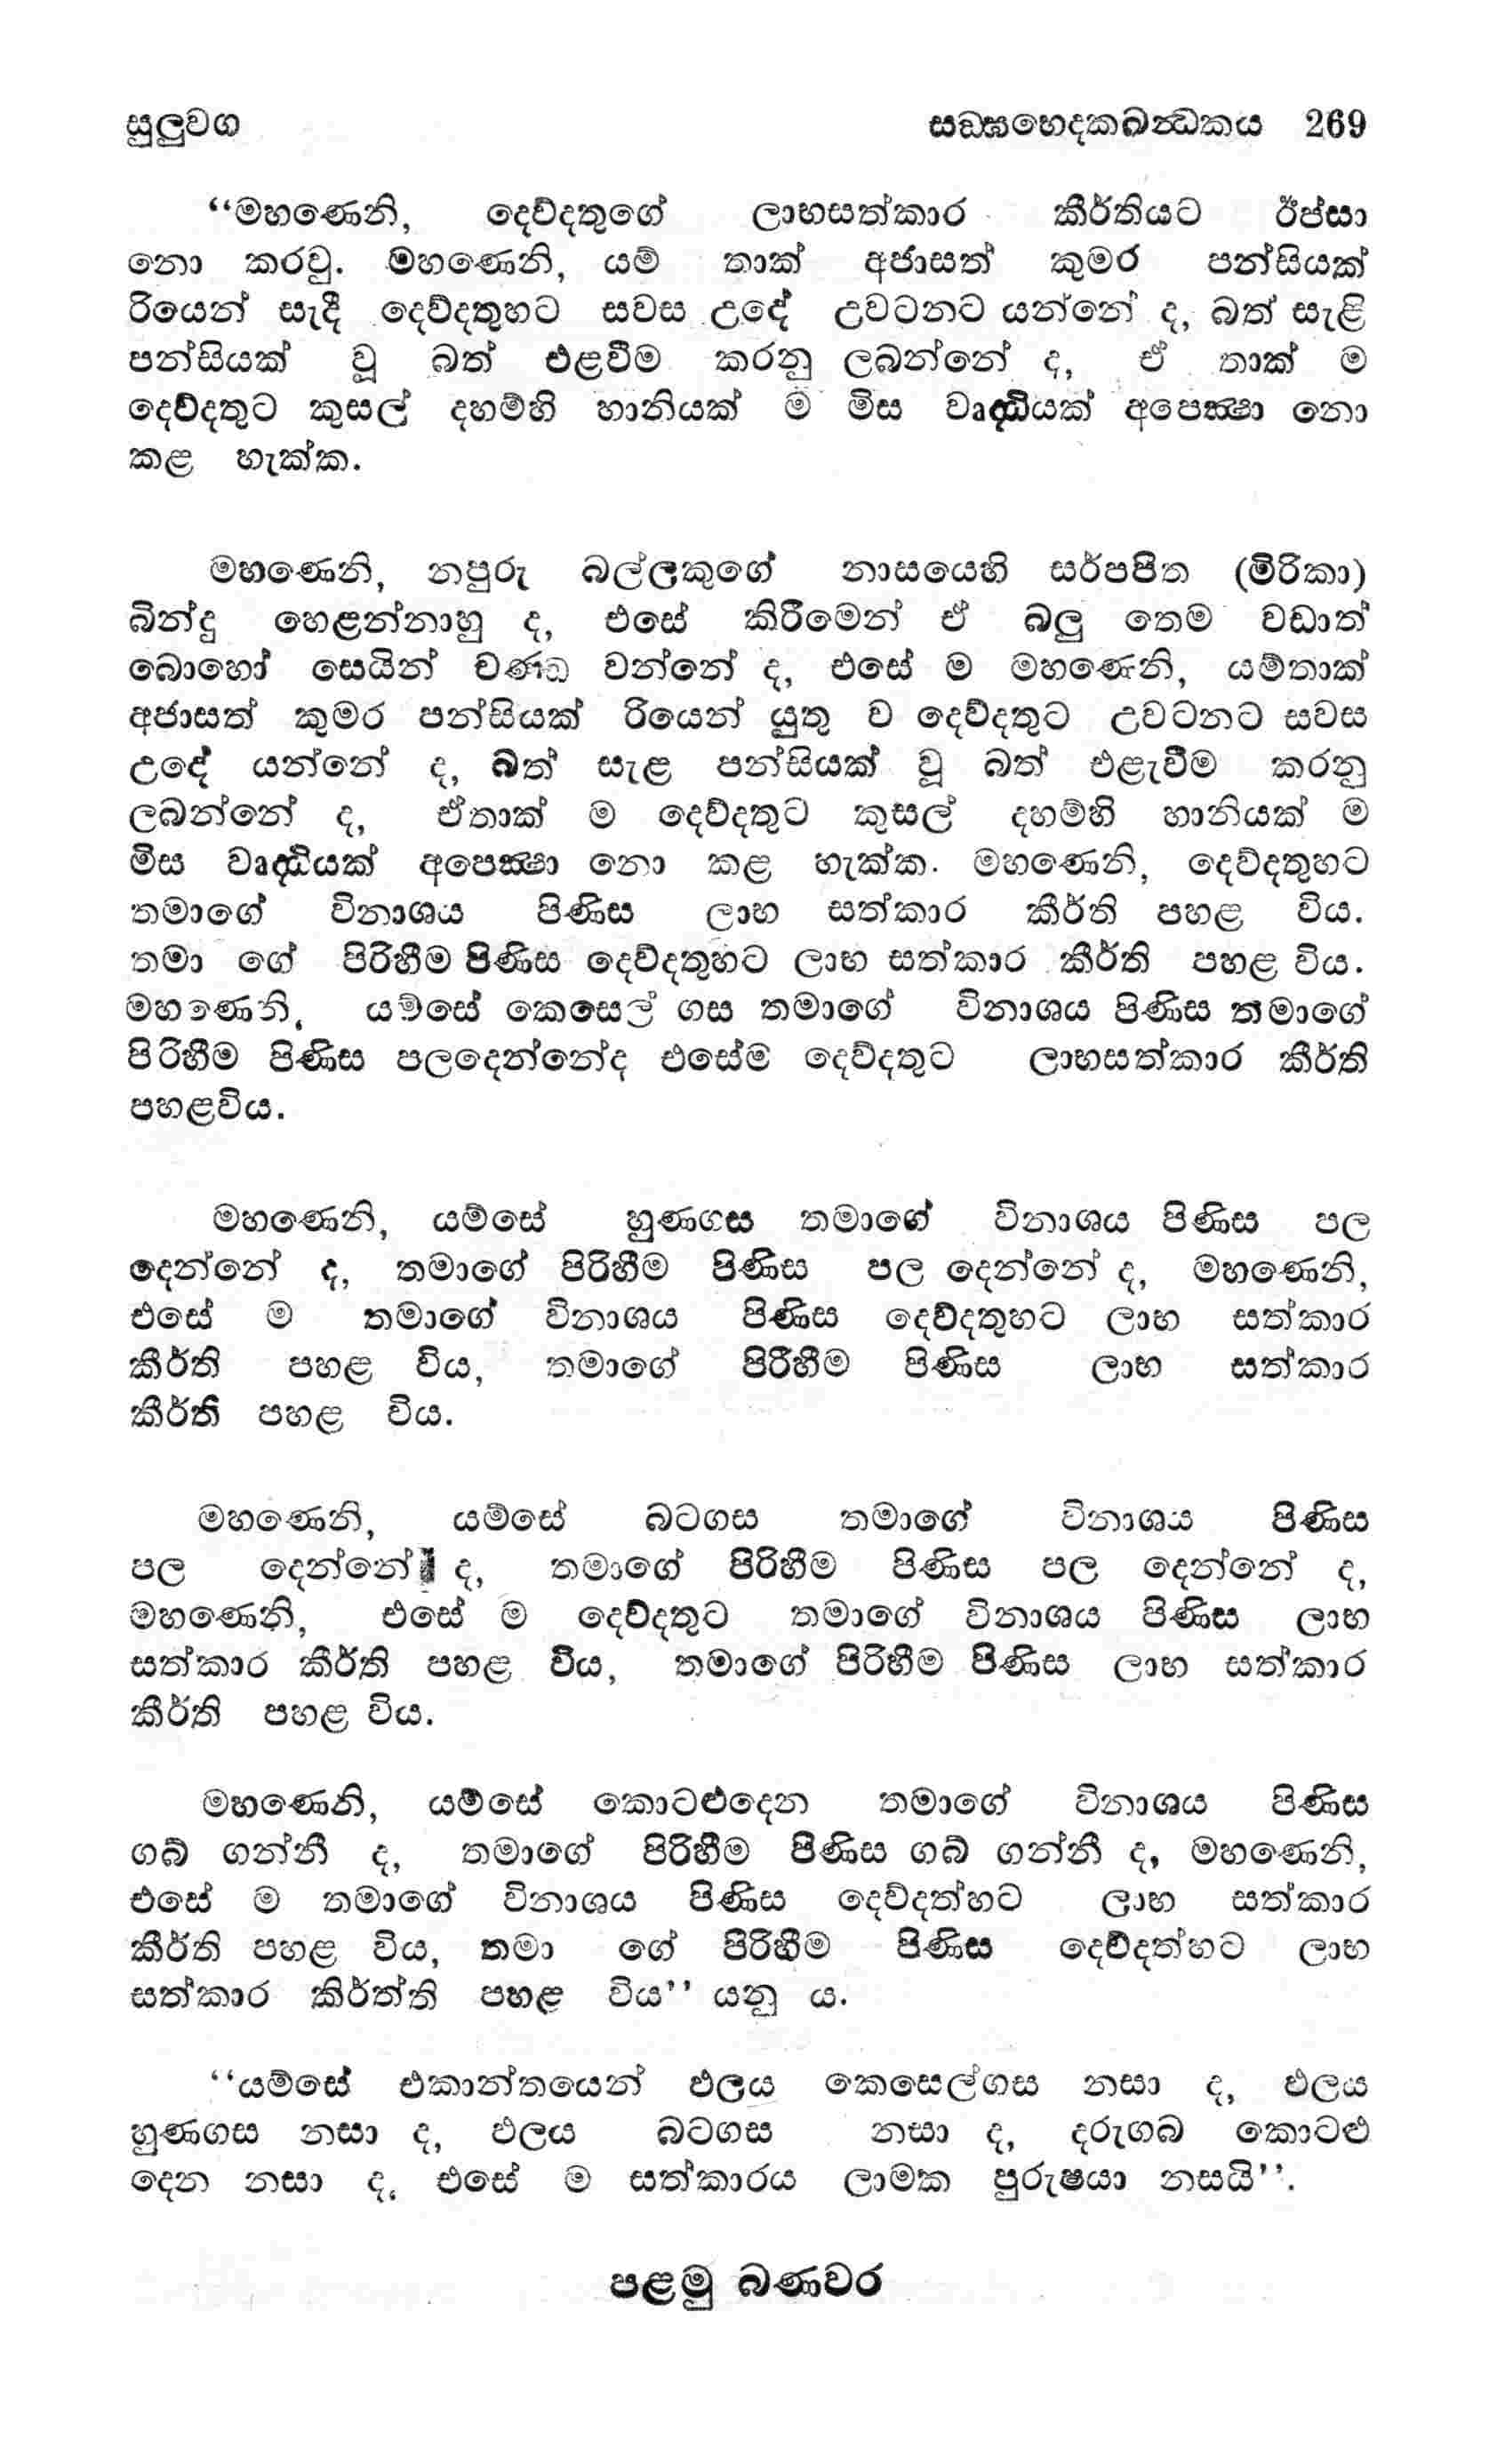 සුලුවග සඞ්ඝභෙදකඛන්ධකය 269
“මහණෙනි, දෙව්දතුගේ ලාභසත්කාර කීර්තියට ඊප්සා
නො කරවු. මහණෙනි, යම් තාක් අජාසත් කුමර පන්සියක්
රියෙන් සැදී දෙව්දතුහට සවස උදේ උවටනට යන්නේ ද, බත් සැළි
පන්සියක් වූ බත් එළවීම කරනු ලබන්නේ ද, ඒ තාක් ම
දෙව්දතුට කුසල් දහම්හි හානියක් ම මිස වෘද්ධියක් අපෙක්ෂා නො
කළ හැක්ක.
මහණෙනි, නපුරු බල්ලකුගේ නාසයෙහි සර්පපිත (මිරිකා)
බින්දු හෙළන්නාහු ද, එසේ කිරීමෙන් ඒ බලු තෙම වඩාත්
බොහෝ සෙයින් චණ්ඩ වන්නේ ද, එසේ ම මහණෙනි, යම්තාක්
අජාසත් කුමර පන්සියක් රියෙන් යුතු ව දෙව්දතුට උවටනට සවස
උදේ යන්නේ ද, බත් සැළ පන්සියක් වූ බත් එළැවීම කරනු
ලබන්නේ ද, ඒතාක් ම දෙව්දතුට කුසල් දහම්හි හානියක් ම
මිස වෘද්ධියක් අපෙක්ෂා නො කළ හැක්ක. මහණෙනි, දෙව්දතුහට
තමාගේ විනාශය පිණිස ලාභ සත්කාර කීර්ති පහළ විය.
තමා ගේ පිරිහීම පිණිස දෙව්දතුහට ලාභ සත්කාර කීර්ති පහළ විය.
මහණෙනි, යම්සේ කෙසෙල් ගස තමාගේ විනාශය පිණිස තමාගේ
පිරිහීම පිණිස පලදෙන්නේද එසේම දෙව්දතුට ලාභසත්කාර කීර්ති
පහළවිය.
මහණෙනි, යම්සේ හුණගස තමාගේ විනාශය පිණිස පල
දෙන්නේ ද, තමාගේ පිරිහීම පිණිස පල දෙන්නේ ද, මහණෙනි,
එසේ ම තමාගේ විනාශය පිණිස දෙව්දතුහට ලාභ සත්කාර
කීර්ති පහළ විය, තමාගේ පිරීහීම පිණිස ලාභ සත්කාර
කීර්ති පහළ විය.
මහණෙනි, යම්සේ බටගස තමාගේ විනාශය පිණිස
පල දෙන්නේ ද, තමාගේ පිරිහීම පිණිස පල දෙන්නේ ද,
මහණෙනි, එසේ ම දෙව්දතුට තමාගේ විනාශය පිණිස ලාභ
සත්කාර කීර්ති පහළ විය, තමාගේ පිරිහීම පිණිස ලාභ සත්කාර
කීර්ති පහළ විය.
මහණෙනි, යම්සේ කොටළුදෙන තමාගේ විනාශය පිණිස
ගබ් ගන්නී ද, තමාගේ පිරිහීම පිණිස ගබ් ගන්නී ද, මහණෙනි,
එසේ ම තමාගේ විනාශය පිණිස දෙව්දත්හට ලාභ සත්කාර
කීර්ති පහළ විය, තමා ගේ පිරිහීම පිණිස දෙව්දත්හට ලාභ
සත්කාර කිර්ත්ති පහළ විය’’ යනු ය.
‘‘යම්සේ එකාන්තයෙන් ඵලය කෙසෙල්ගස නසා ද, ඵලය
හුණගස නසා ද, ඵලය බටගස නසා ද, දරුගබ කොටළු
දෙන නසා ද, එසේ ම සත්කාරය ලාමක පුරුෂයා නසයි’’.
පළමු බණවර